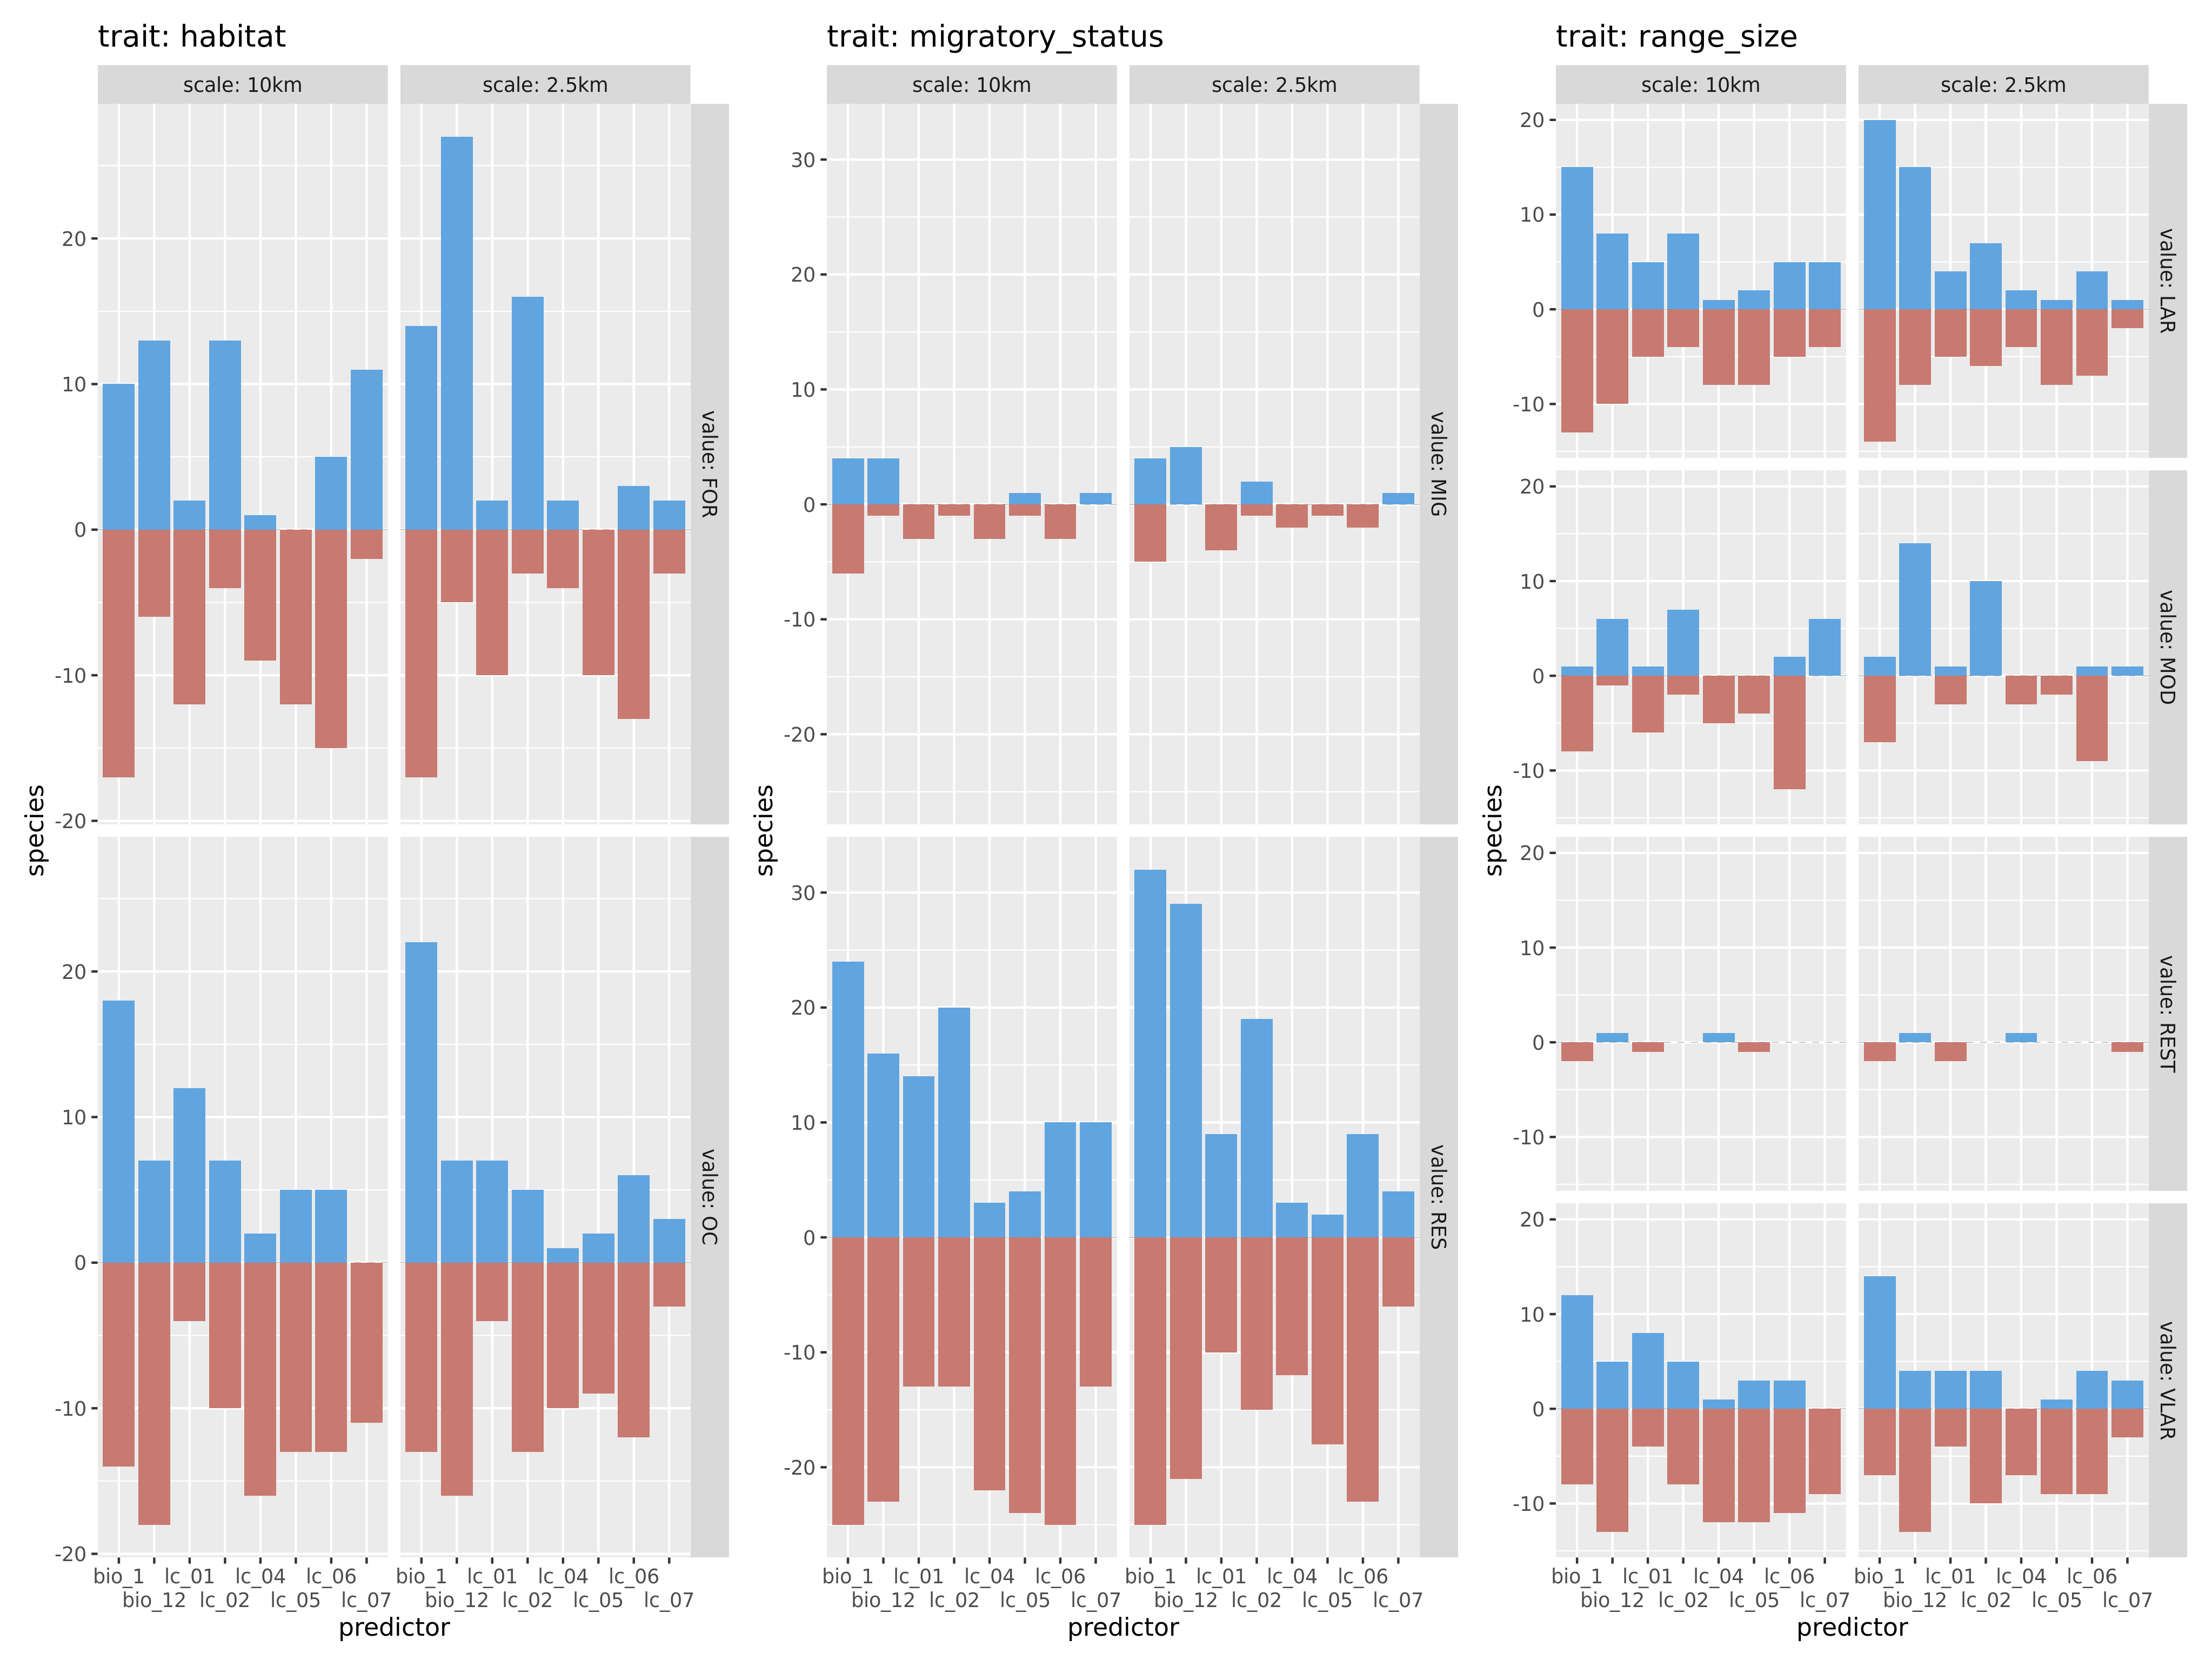 trait: habitat
scale: 10km
scale: 2.5km
species
20
10
0
-10
-20
value: FOR
20
10
0
-10
-20
value: OC
bio_1 lc_01 lc_04 lc_06
bio_12 lc_02 lc_05 lc_07
bio_1 lc_01 lc_04 lc_06
bio_12 lc_02 lc_05 lc_07
predictor
trait: migratory_status
scale: 10km
scale: 2.5km
species
30
20
10
0
-10
-20
value: MIG
30
20
10
0
-10
-20
value: RES
bio_1 lc_01 lc_04 lc_06
bio_12 lc_02 lc_05 lc_07
bio_1 lc_01 lc_04 lc_06
bio_12 lc_02 lc_05 lc_07
predictor
trait: range_size
scale: 10km
scale: 2.5km
species
20
10
0
-10
value: LAR
20
10
0
-10
value: MOD
20
10
0
-10
value: REST
20
10
0
-10
value: VLAR
bio_1 lc_01 lc_04 lc_06
bio_12 lc_02 lc_05 lc_07
bio_1 lc_01 lc_04 lc_06
bio_12 lc_02 lc_05 lc_07
predictor